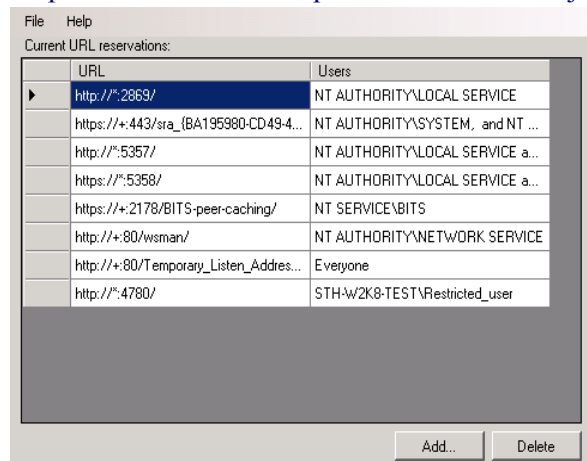 File Help
Current URL reservations:
URL Users
http://*:2869/ NT AUTHORITY\LOCAL SERVICE
https://+:443/sra_{BA195980-CD49-4... NT AUTHORITY\SYSTEM, and NT ...
http://*:5357/ NT AUTHORITY\LOCAL SERVICE a...
https://*:5358/ NT AUTHORITY\LOCAL SERVICE a...
https://+:2178/BITS-peer-caching/ NT SERVICE\BITS
http://+:80/wsman/ NT AUTHORITY\NETWORK SERVICE
http://+:80/Temporary_Listen_Addres... Everyone
http://*:4780/ STH-W2K8-TEST\Restricted_user
Add... Delete